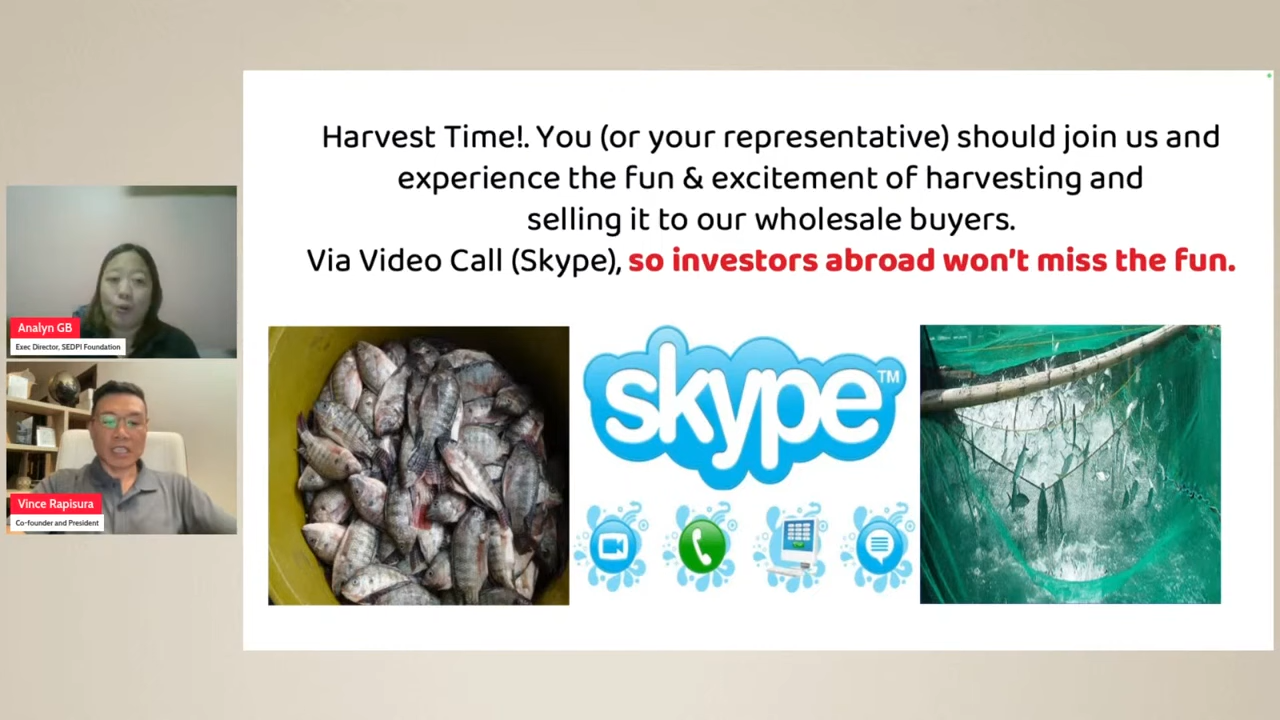 Harvest Time!. You (or your representative) should join us and
experience the fun & excitement of harvesting and
selling it to our wholesale buyers.
Via Video Call (Skype), so investors abroad won't miss the fun.
Analyn GB
Exec Director, SEDPI Foundation
Vince Rapisura
Co-founder and President
skype™